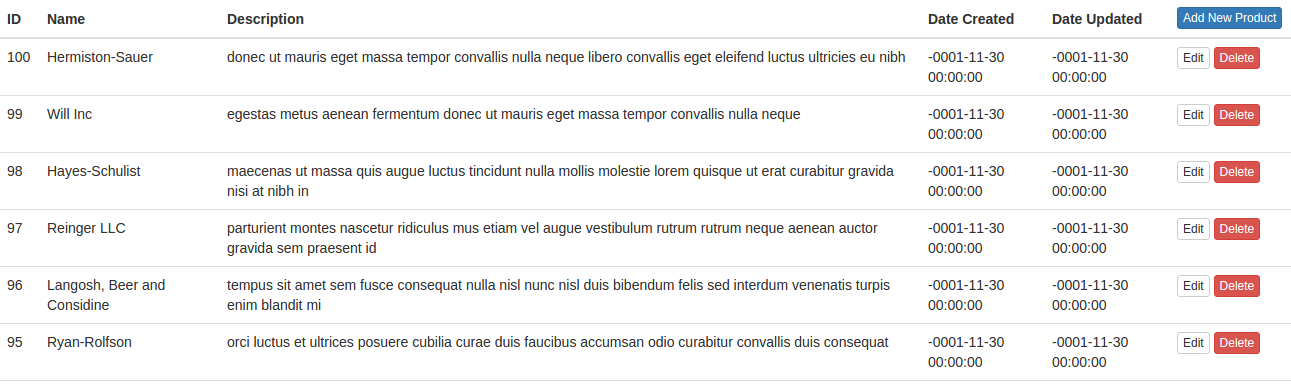 ID Name Description Date Created Date Updated Add New Product
100 Hermiston-Sauer donec ut mauris eget massa tempor convallis nulla neque libero convallis eget eleifend luctus ultricies eu nibh -0001-11-30 -0001-11-30 Edit Delete
00:00:00 00:00:00
99 Will Inc egestas metus aenean fermentum donec ut mauris eget massa tempor convallis nulla neque -0001-11-30 -0001-11-30 Edit Delete
00:00:00 00:00:00
98 Hayes-Schulist maecenas ut massa quis augue luctus tincidunt nulla mollis molestie lorem quisque ut erat curabitur gravida -0001-11-30 -0001-11-30 Edit Delete
nisi at nibh in 00:00:00 00:00:00
97 Reinger LLC parturient montes nascetur ridiculus mus etiam vel augue vestibulum rutrum rutrum neque aenean auctor -0001-11-30 -0001-11-30 Edit Delete
gravida sem praesent id 00:00:00 00:00:00
96 Langosh, Beer and tempus sit amet sem fusce consequat nulla nisl nunc nisl duis bibendum felis sed interdum venenatis turpis -0001-11-30 -0001-11-30 Edit Delete
Considine enim blandit mi 00:00:00 00:00:00
95 Ryan-Rolfson orci luctus et ultrices posuere cubilia curae duis faucibus accumsan odio curabitur convallis duis consequat -0001-11-30 -0001-11-30 Edit Delete
00:00:00 00:00:00